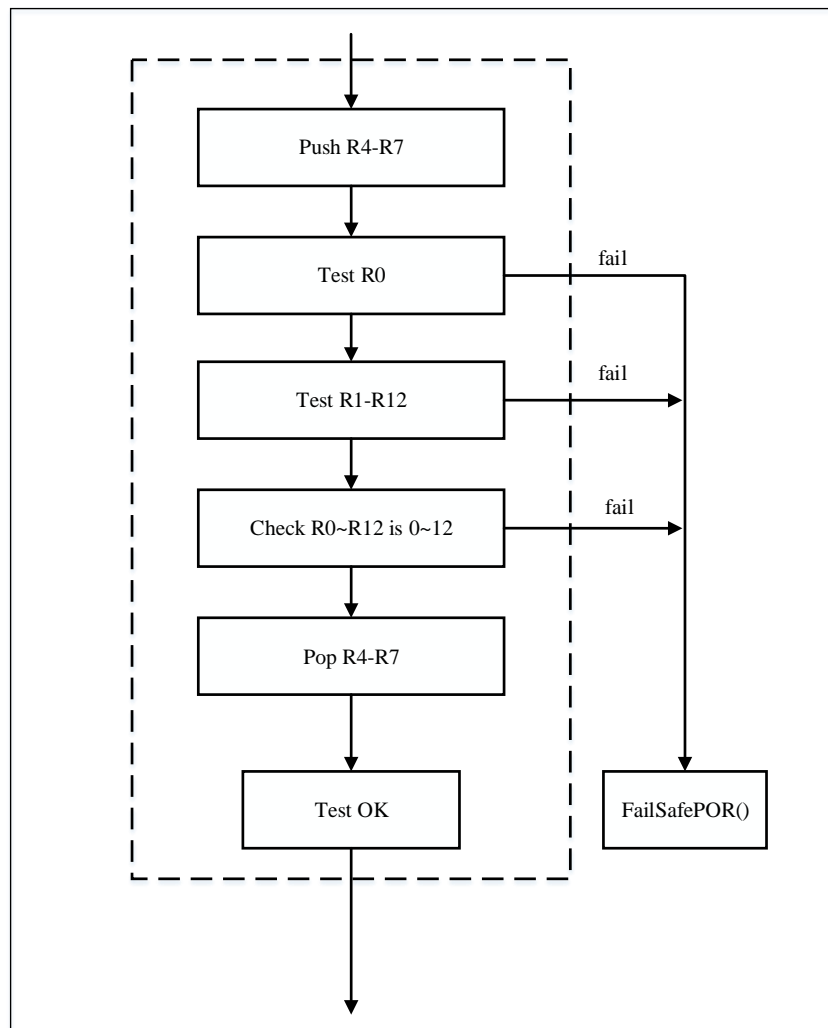 Push R4-R7
Test R0
fail
Test R1-R12
fail
Check R0~R12 is 0~12
fail
Pop R4-R7
Test OK
FailSafePOR()